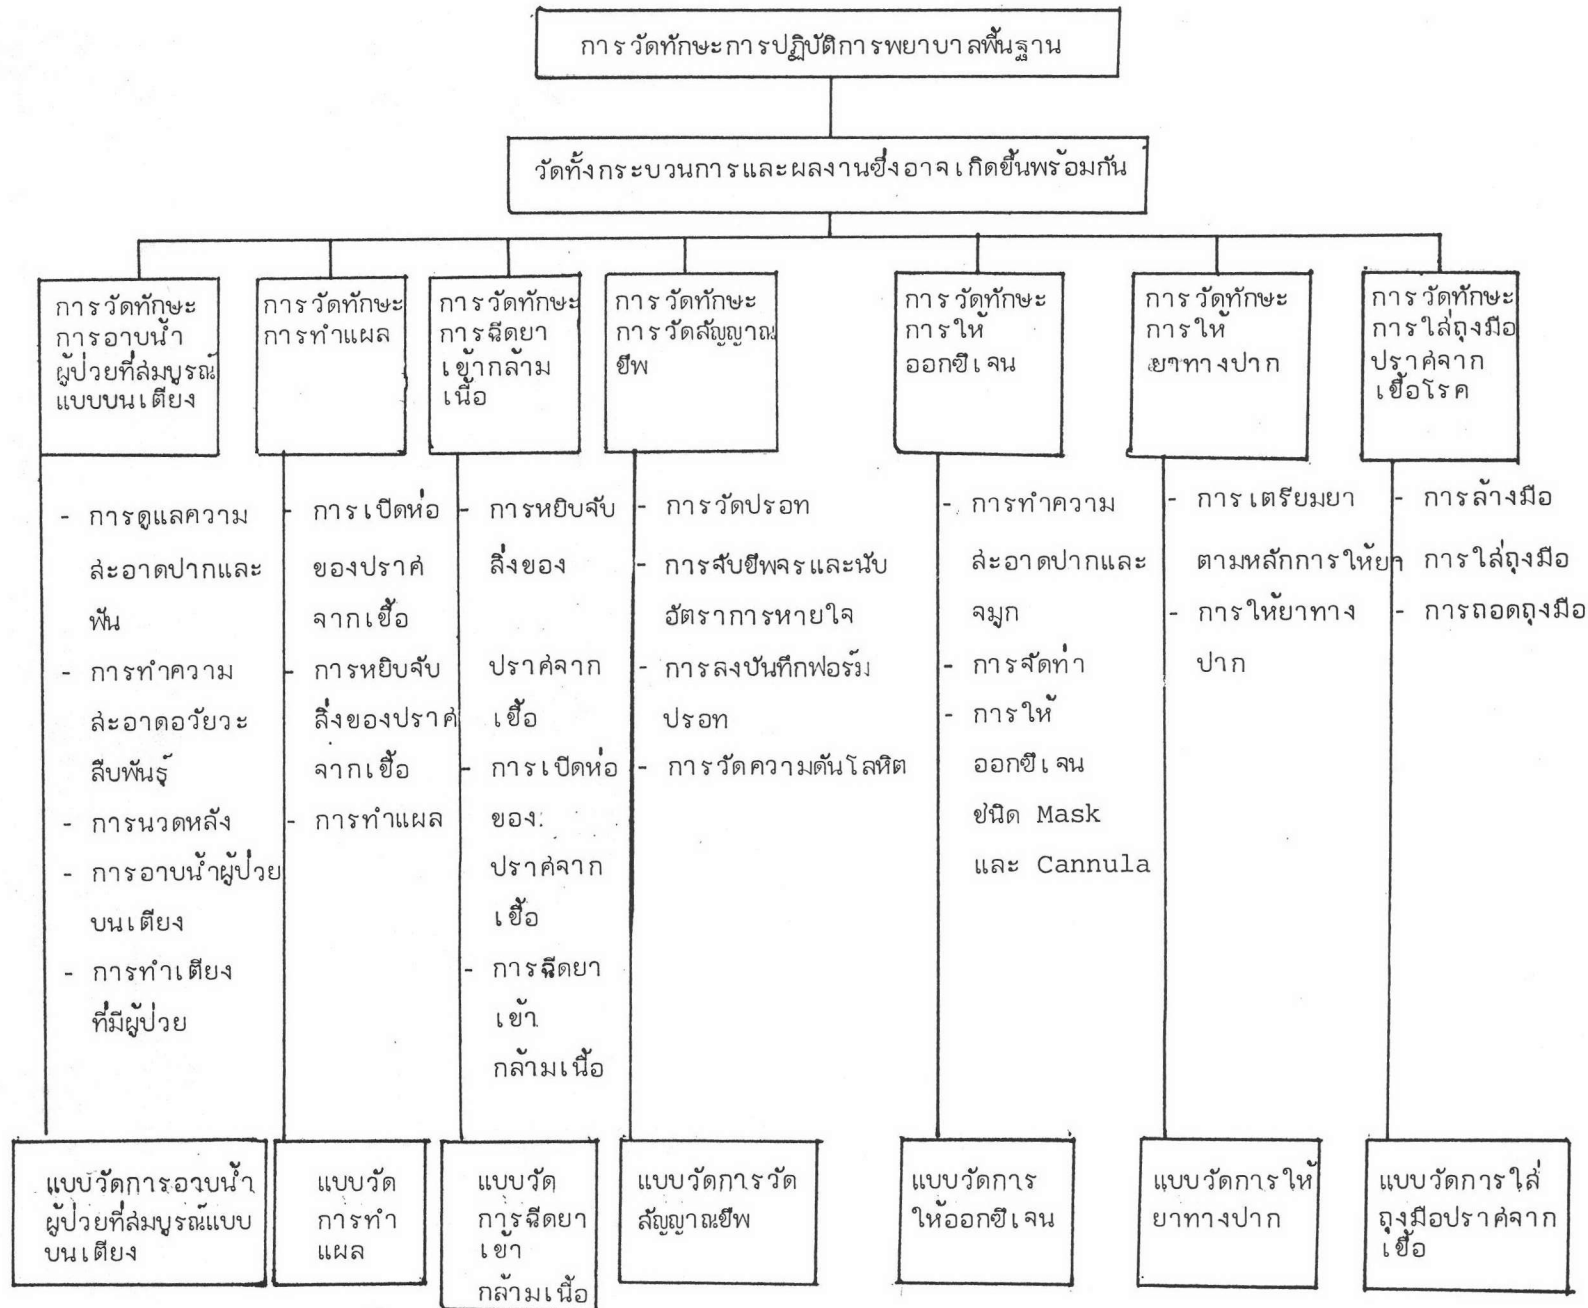 การวัดทักษะการปฏิบัติการพยาบาลพื้นฐาน
วัดทั้งกระบวนการและผลงานซึ่งอาจเกิดขึ้นพร้อมกัน
การวัดทักษะ
การอาบน้ำ
ผู้ป่วยที่สมบูรณ์
แบบบนเตียง
การวัดทักษะ
การทำแผล
การวัดทักษะ
การฉีดยา
เข้ากล้าม
เนื้อ
การวัดทักษะ
การวัดสัญญาณ
ชีพ
การวัดทักษะ
การให้
ออกซีเจน
การวัดทักษะ
การให้
ยาทางปาก
การวัดทักษะ
การใส่ถุงมือ
ปราศจาก
เชื้อโรค
- การดูแลความ
สะอาดปากและ
ฟัน
- การทำความ
สะอาดอวัยวะ
สืบพันธุ์
- การนวดหลัง
- การอาบน้ำผู้ป่วย
บนเตียง
- การทำเตียง
ที่มีผู้ป่วย
- การเปิดห่อ
ของปราศ
จากเชื้อ
- การหยิบจับ
สิ่งของปราศ
จากเชื้อ
- การทำแผล
- การหยิบจับ
สิ่งของ
ปราศจาก
เชื้อ
- การเปิดห่อ
ของ
ปราศจาก
เชื้อ
- การฉีดยา
เข้า
กล้ามเนื้อ
- การวัดปรอท
- การจับชีพจรและนับ
อัตราการหายใจ
- การลงบันทึกฟอร์ม
ปรอท
- การวัดความดันโลหิต
- การทำความ
สะอาดปากและ
จมูก
- การจัดท่า
- การให้
ออกซีเจน
ชนิด Mask
และ Cannula
- การเตรียมยา
ตามหลักการให้ยา
- การให้ยาทาง
ปาก
- การล้างมือ
- การใส่ถุงมือ
- การถอดถุงมือ
แบบวัดการอาบน้ำ
ผู้ป่วยที่สมบูรณ์แบบ
บนเตียง
แบบวัด
การทำ
แผล
แบบวัด
การฉีดยา
เข้า
กล้ามเนื้อ
แบบวัดการวัด
สัญญาณชีพ
แบบวัดการ
ให้ออกซีเจน
แบบวัดการให้
ยาทางปาก
แบบวัดการใส่
ถุงมือปราศจาก
เชื้อ